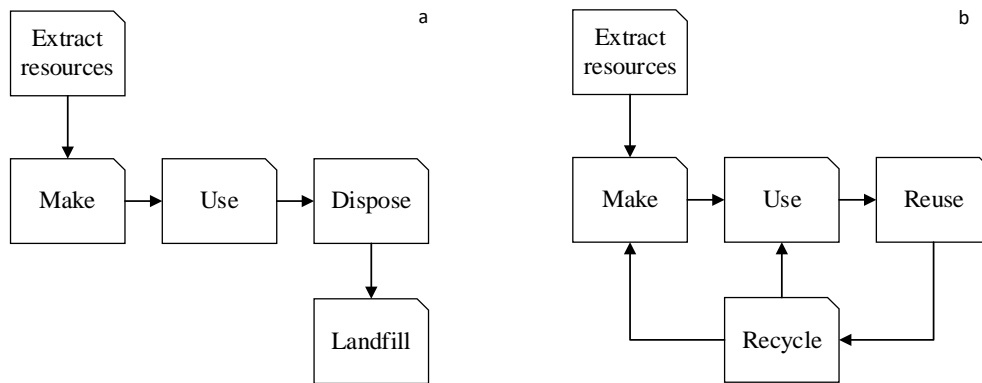 a
Extract
resources
Make
Use
Dispose
Landfill
b
Extract
resources
Make
Use
Reuse
Recycle